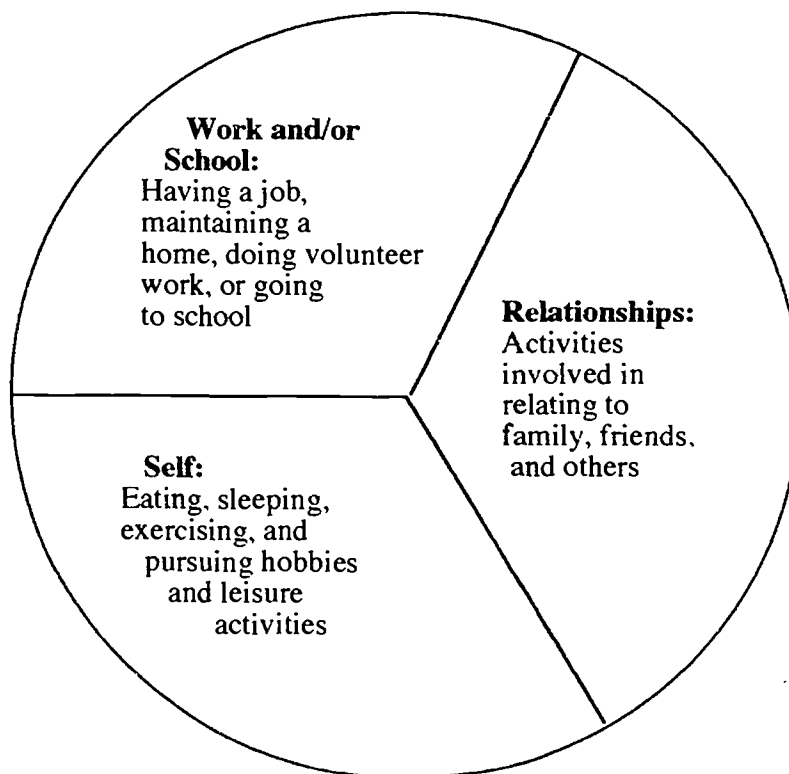 Work and/or
School:
Having a job,
maintaining a
home, doing volunteer
work, or going
to school
Relationships:
Activities
involved in
relating to
family, friends,
and others
Self:
Eating, sleeping,
exercising, and
pursuing hobbies
and leisure
activities